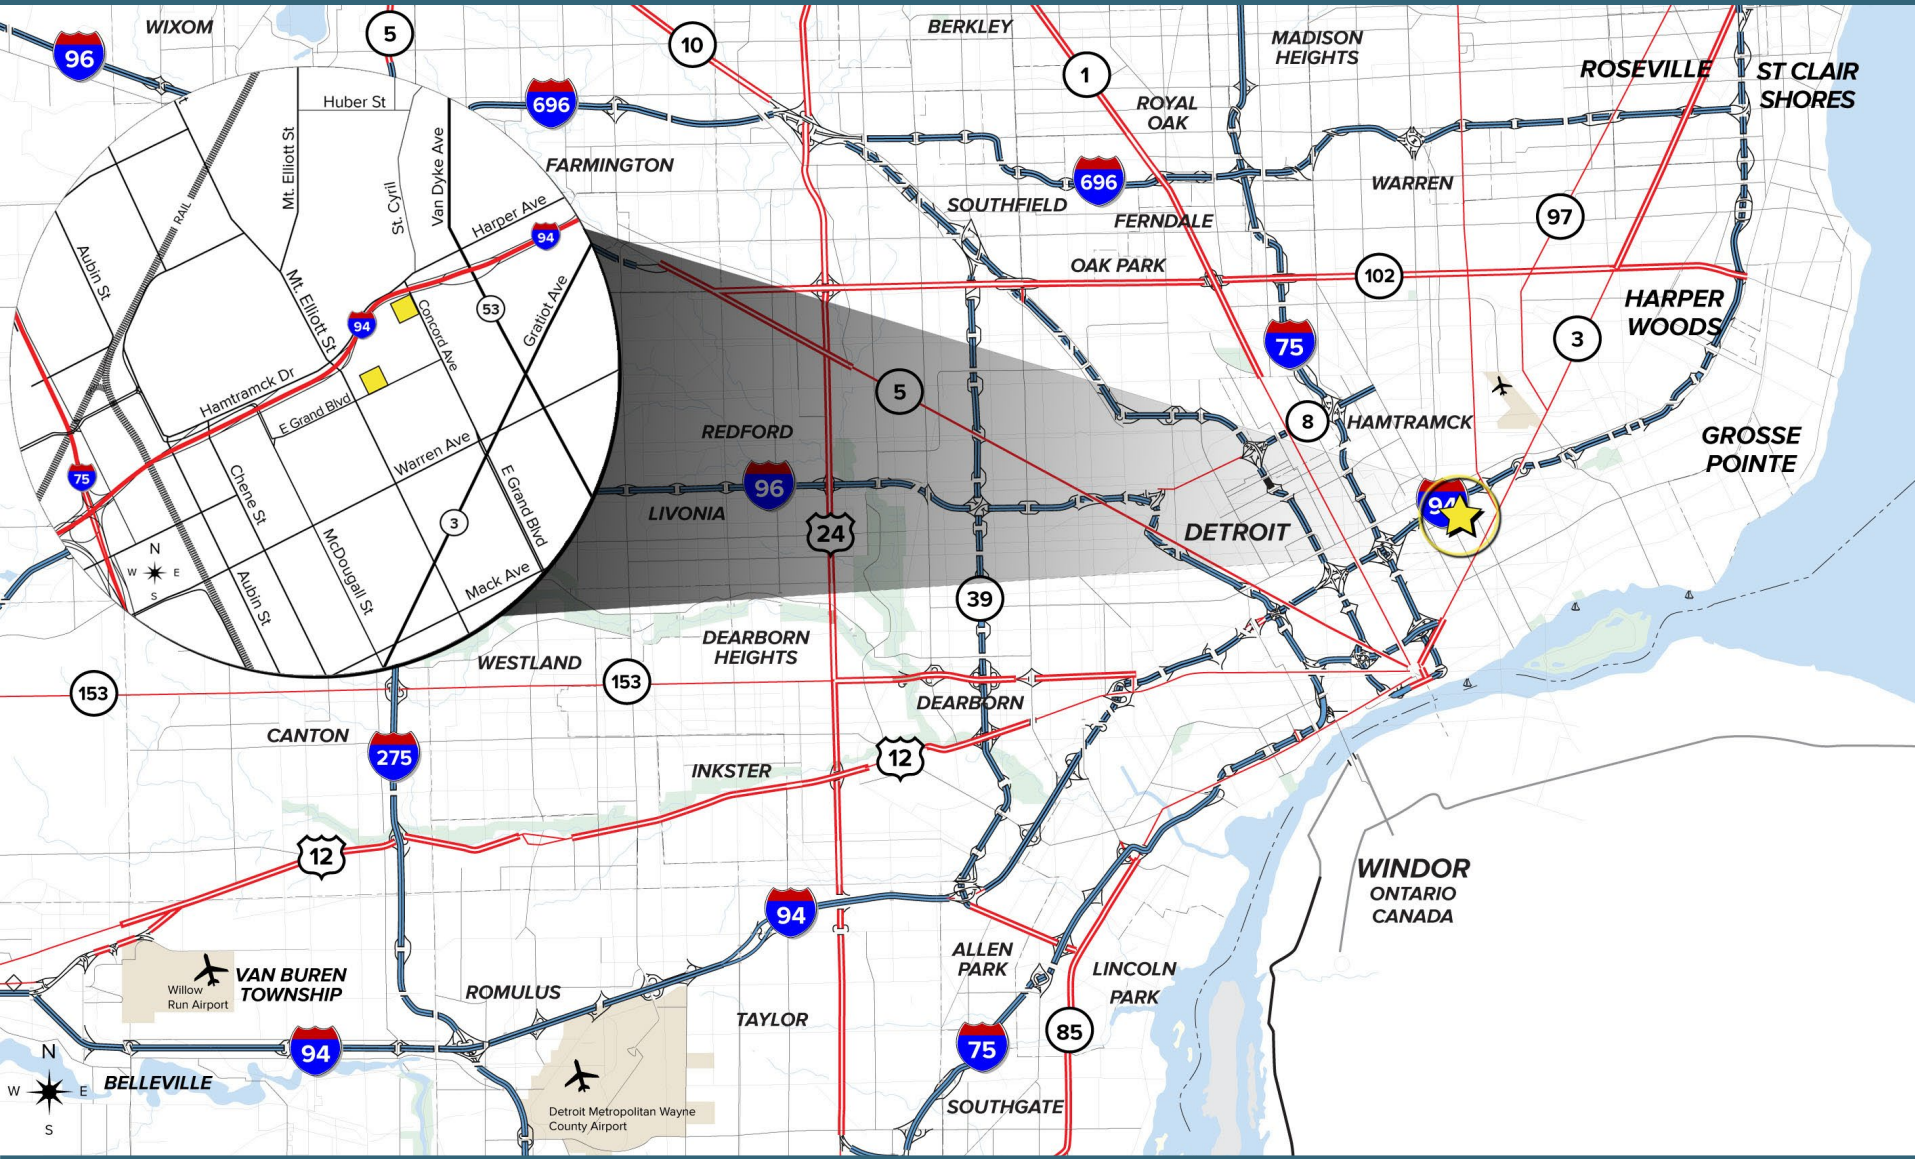 WIXOM
5
10
BERKLEY
MADISON
HEIGHTS
96
1
ROSEVILLE
ST CLAIR
SHORES
696
ROYAL
OAK
FARMINGTON
696
WARREN
SOUTHFIELD
FERNDALE
97
OAK PARK
102
HARPER
WOODS
75
3
5
8
HAMTRAMCK
REDFORD
GROSSE
POINTE
96
94
LIVONIA
24
DETROIT
39
DEARBORN
HEIGHTS
WESTLAND
153
153
DEARBORN
CANTON
275
12
INKSTER
12
WINDOR
ONTARIO
CANADA
94
ALLEN
PARK
LINCOLN
PARK
VAN BUREN
TOWNSHIP
Willow
Run Airport
ROMULUS
TAYLOR
85
75
94
N
W
E
S
BELLEVILLE
Detroit Metropolitan Wayne
County Airport
SOUTHGATE
Huber St
Mt. Elliott St
St. Cyril
Van Dyke Ave
Harper Ave
94
RAIL
Aubin St
Mt. Elliott St
53
Gratiot Ave
Concord Ave
94
Hamtramck Dr
E Grand Blvd
Warren Ave
75
Chene St
E Grand Blvd
3
McDougall St
N
W
E
S
Aubin St
Mack Ave